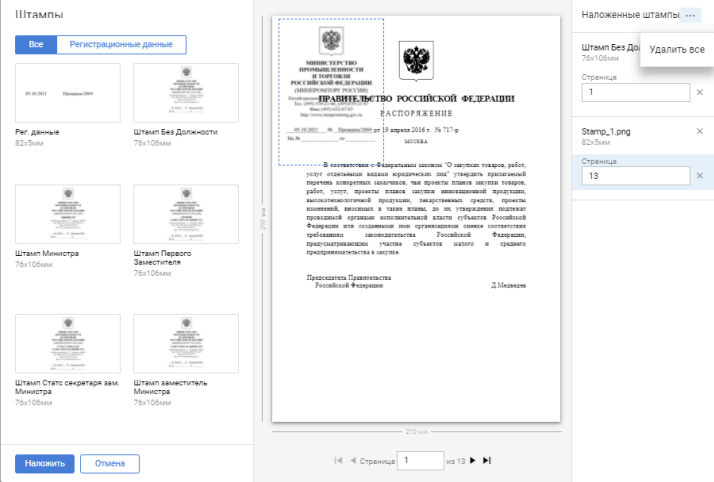 Штампы
Все
Регистрационные данные
05.10.2021
Проверка/2069
Рег. данные
82x5мм
Штамп Без Должности
76x106мм
Штамп Министра
76x106мм
Штамп Первого
Заместителя
76x106мм
Штамп Статс секретаря зам.
Министра
76x106мм
Штамп заместитель
Министра
76x106мм
Наложить
Отмена
МИНИСТЕРСТВО
ПРОМЫШЛЕННОСТИ
И ТОРГОВЛИ
РОССИЙСКОЙ ФЕДЕРАЦИИ
(МИНПРОМТОРГ РОССИИ)
http://www.minpromtorg.gov.ru
05.10.2021 № Проверка/2069
На № от
ПРАВИТЕЛЬСТВО РОССИЙСКОЙ ФЕДЕРАЦИИ
РАСПОРЯЖЕНИЕ
от 19 апреля 2016 г. № 717-р
МОСКВА
В соответствии с Федеральным законом "О закупках товаров, работ,
услуг отдельными видами юридических лиц" утвердить прилагаемый
перечень конкретных заказчиков, чьи проекты планов закупки товаров,
работ, услуг, проекты планов закупки инновационной продукции,
высокотехнологичной продукции, лекарственных средств, проекты
изменений, вносимых в такие планы, до их утверждения подлежат
проводимой органами исполнительной власти субъектов Российской
Федерации или созданными ими организациями оценке соответствия
требованиям законодательства Российской Федерации,
предусматривающим участие субъектов малого и среднего
предпринимательства в закупке.
Председатель Правительства
Российской Федерации Д.Медведев
297 мм
210 мм
Страница 1 из 13
Наложенные штампы
Удалить все
Штамп Без Дол
76x106мм
Страница
1
Stamp_1.png
82x5мм
Страница
13